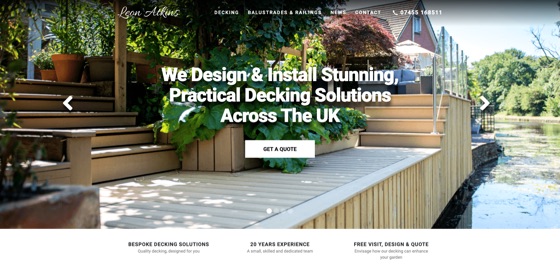 Leon Atkins
DECKING
BALUSTRADES & RAILINGS
NEWS
CONTACT
07455 168511
We Design & Install Stunning,
Practical Decking Solutions
Across The UK
GET A QUOTE
BESPOKE DECKING SOLUTIONS
Quality decking, designed for you
20 YEARS EXPERIENCE
A small, skilled and dedicated team
FREE VISIT, DESIGN & QUOTE
Envisage how our decking can enhance
your garden